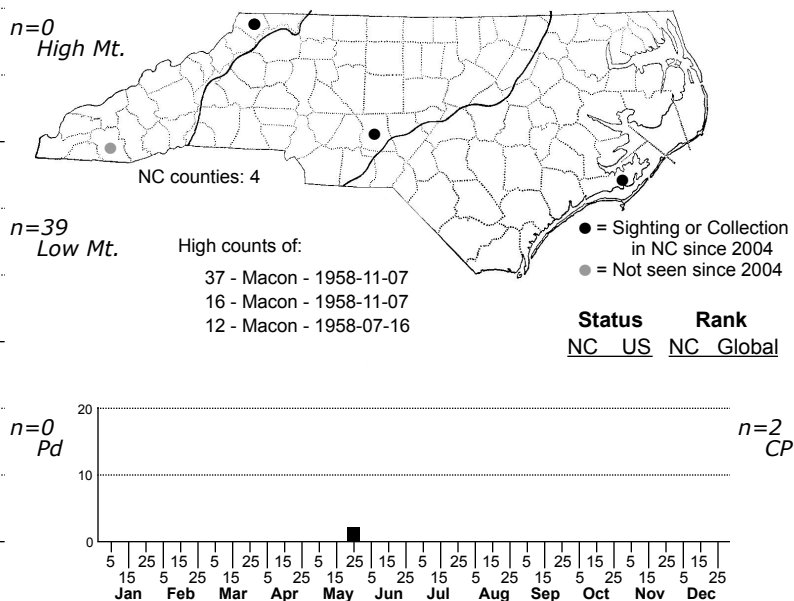 n=0
High Mt.
NC counties: 4
n=39
Low Mt.
High counts of:
37 - Macon - 1958-11-07
16 - Macon - 1958-11-07
12 - Macon - 1958-07-16
● = Sighting or Collection
in NC since 2004
● = Not seen since 2004
Status Rank
NC US NC Global
n=0
Pd
n=2
CP
20
10
0
5 25 15 5 25 15 5 25 15 5 25 15 5 25 15 5 25 15
15 5 25 15 5 25 15 5 25 15 5 25 15 5 25 15 5 25
Jan Feb Mar Apr May Jun Jul Aug Sep Oct Nov Dec